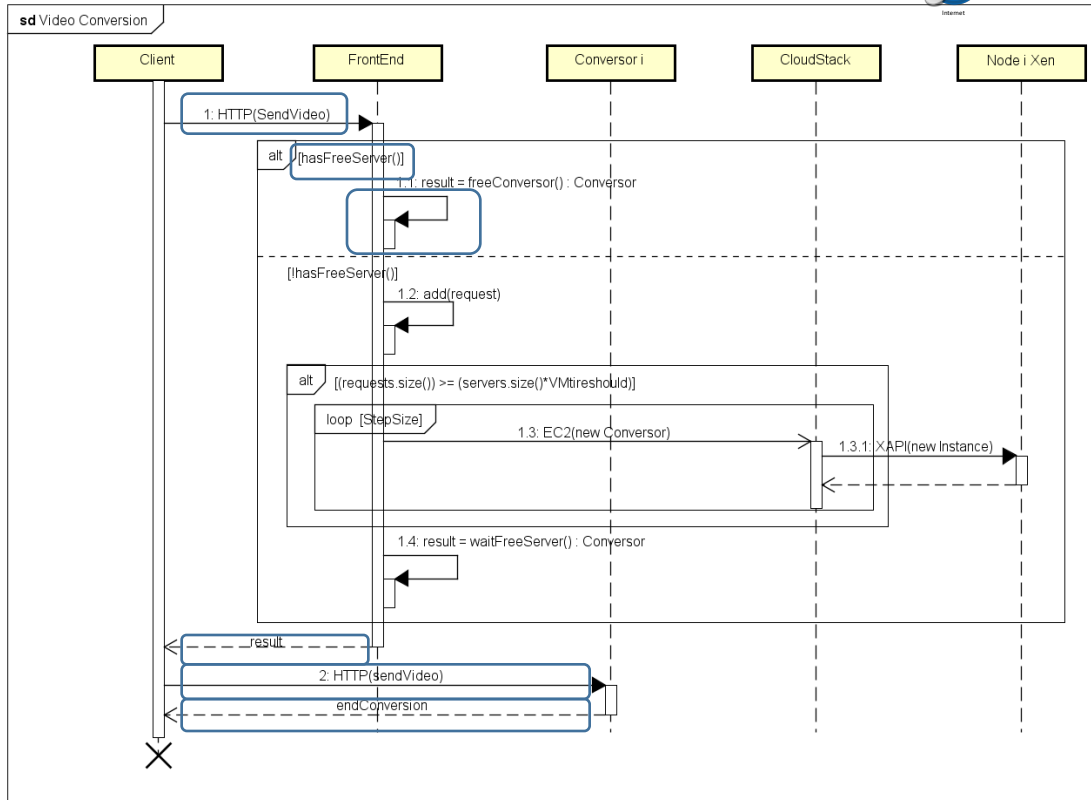 Internet
sd Video Conversion
Client
FrontEnd
Conversor i
CloudStack
Node i Xen
1: HTTP(SendVideo)
alt
[hasFreeServer()]
1.1: result = freeConversor() : Conversor
[!hasFreeServer()]
1.2: add(request)
alt
[(requests.size()) >= (servers.size()*VMtireshould)]
loop [StepSize]
1.3: EC2(new Conversor)
1.3.1: XAPI(new Instance)
1.4: result = waitFreeServer() : Conversor
result
2: HTTP(sendVideo)
endConversion